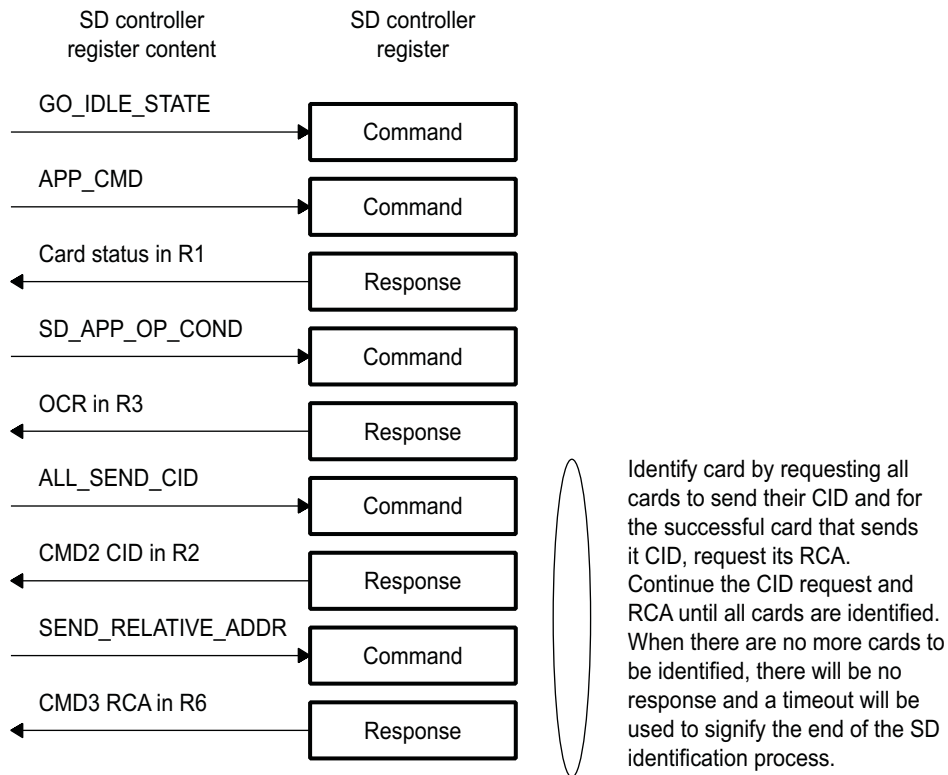 SD controller
register content
SD controller
register
GO_IDLE_STATE
Command
APP_CMD
Command
Card status in R1
Response
SD_APP_OP_COND
Command
OCR in R3
Response
ALL_SEND_CID
Command
CMD2 CID in R2
Response
SEND_RELATIVE_ADDR
Command
CMD3 RCA in R6
Response
Identify card by requesting all
cards to send their CID and for
the successful card that sends
it CID, request its RCA.
Continue the CID request and
RCA until all cards are identified.
When there are no more cards to
be identified, there will be no
response and a timeout will be
used to signify the end of the SD
identification process.